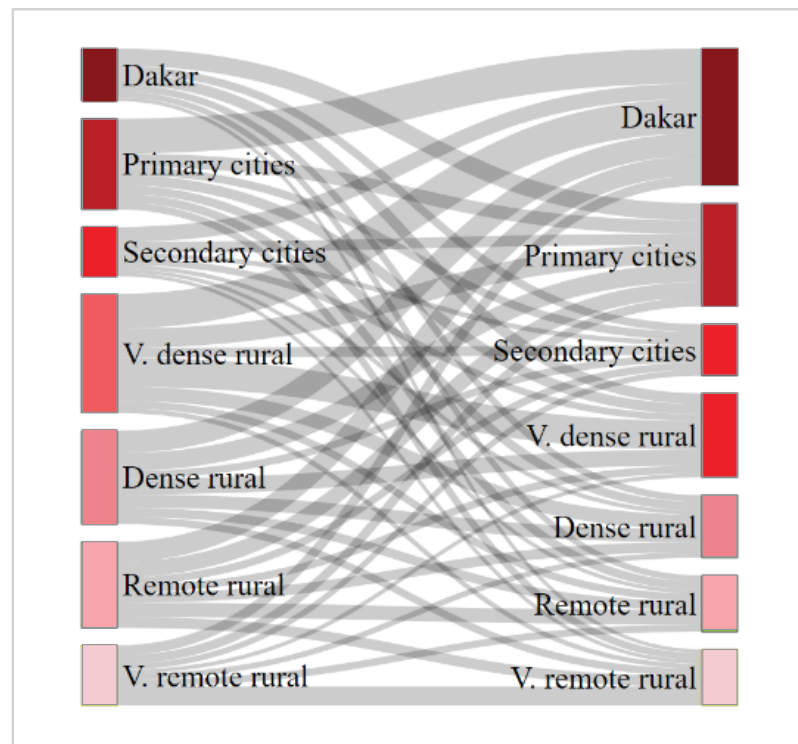 Dakar
Primary cities
Secondary cities
V. dense rural
Dense rural
Remote rural
V. remote rural
Dakar
Primary cities
Secondary cities
V. dense rural
Dense rural
Remote rural
V. remote rural